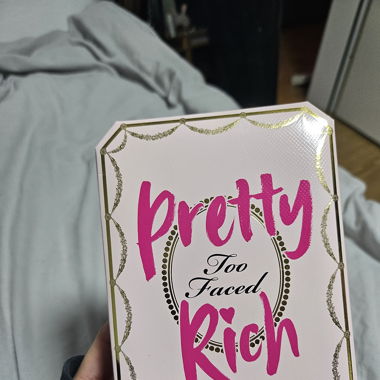 Pretty
Too
Faced
Rich